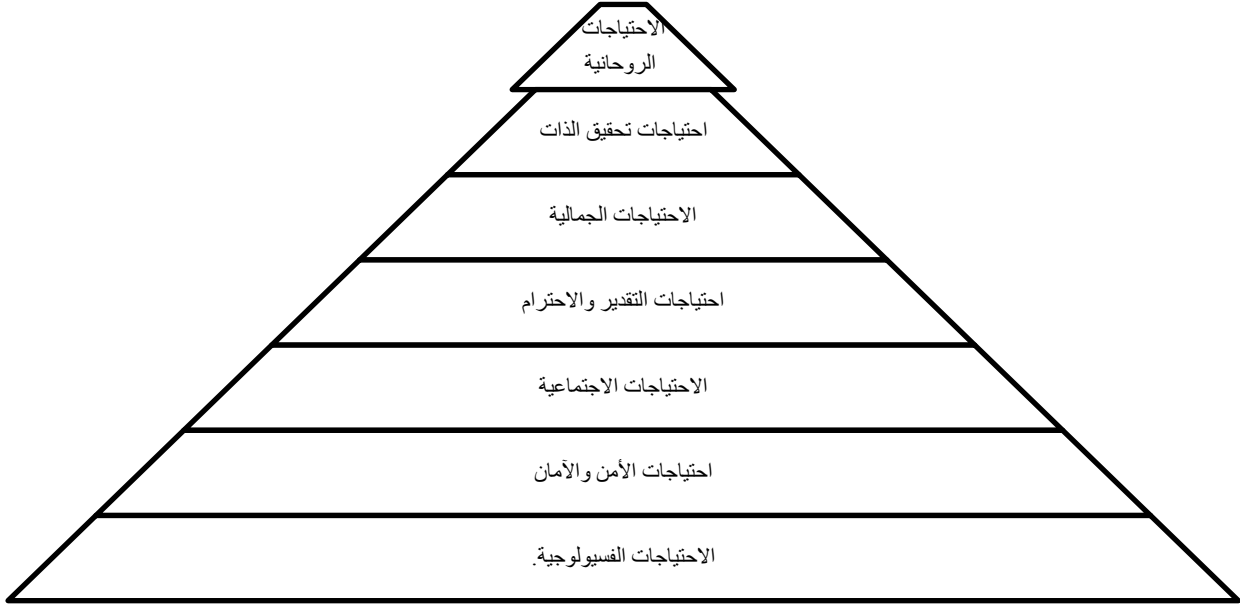 الاحتياجات
الروحانية
احتياجات تحقيق الذات
الاحتياجات الجمالية
احتياجات التقدير والاحترام
الاحتياجات الاجتماعية
احتياجات الأمن والآمان
الاحتياجات الفسيولوجية.